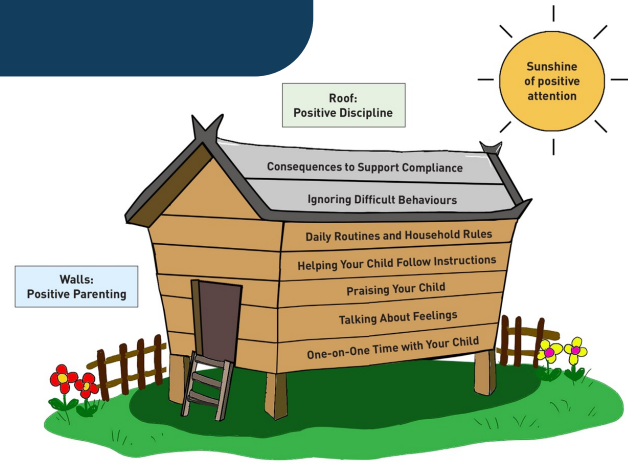 Sunshine
of positive
attention
Roof:
Positive Discipline
Consequences to Support Compliance
Ignoring Difficult Behaviours
Daily Routines and Household Rules
Helping Your Child Follow Instructions
Walls:
Positive Parenting
Praising Your Child
Talking About Feelings
One-on-One Time with Your Child